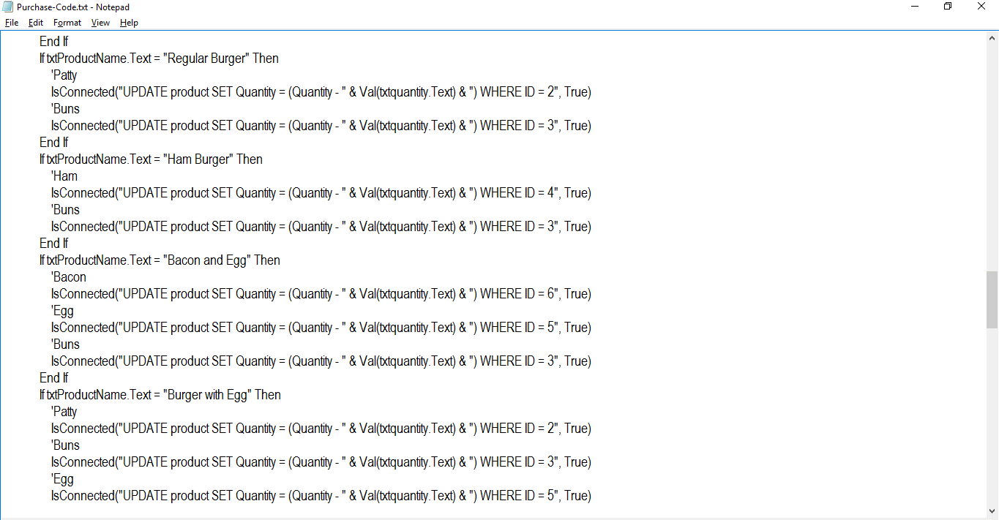 Purchase-Code.txt - Notepad
File Edit Format View Help
End If
If txtProductName.Text = "Regular Burger" Then
'Patty
IsConnected("UPDATE product SET Quantity = (Quantity - " & Val(txtquantity.Text) & ") WHERE ID = 2", True)
'Buns
IsConnected("UPDATE product SET Quantity = (Quantity - " & Val(txtquantity.Text) & ") WHERE ID = 3", True)
End If
If txtProductName.Text = "Ham Burger" Then
'Ham
IsConnected("UPDATE product SET Quantity = (Quantity - " & Val(txtquantity.Text) & ") WHERE ID = 4", True)
'Buns
IsConnected("UPDATE product SET Quantity = (Quantity - " & Val(txtquantity.Text) & ") WHERE ID = 3", True)
End If
If txtProductName.Text = "Bacon and Egg" Then
'Bacon
IsConnected("UPDATE product SET Quantity = (Quantity - " & Val(txtquantity.Text) & ") WHERE ID = 6", True)
'Egg
IsConnected("UPDATE product SET Quantity = (Quantity - " & Val(txtquantity.Text) & ") WHERE ID = 5", True)
'Buns
IsConnected("UPDATE product SET Quantity = (Quantity - " & Val(txtquantity.Text) & ") WHERE ID = 3", True)
End If
If txtProductName.Text = "Burger with Egg" Then
'Patty
IsConnected("UPDATE product SET Quantity = (Quantity - " & Val(txtquantity.Text) & ") WHERE ID = 2", True)
'Buns
IsConnected("UPDATE product SET Quantity = (Quantity - " & Val(txtquantity.Text) & ") WHERE ID = 3", True)
'Egg
IsConnected("UPDATE product SET Quantity = (Quantity - " & Val(txtquantity.Text) & ") WHERE ID = 5", True)